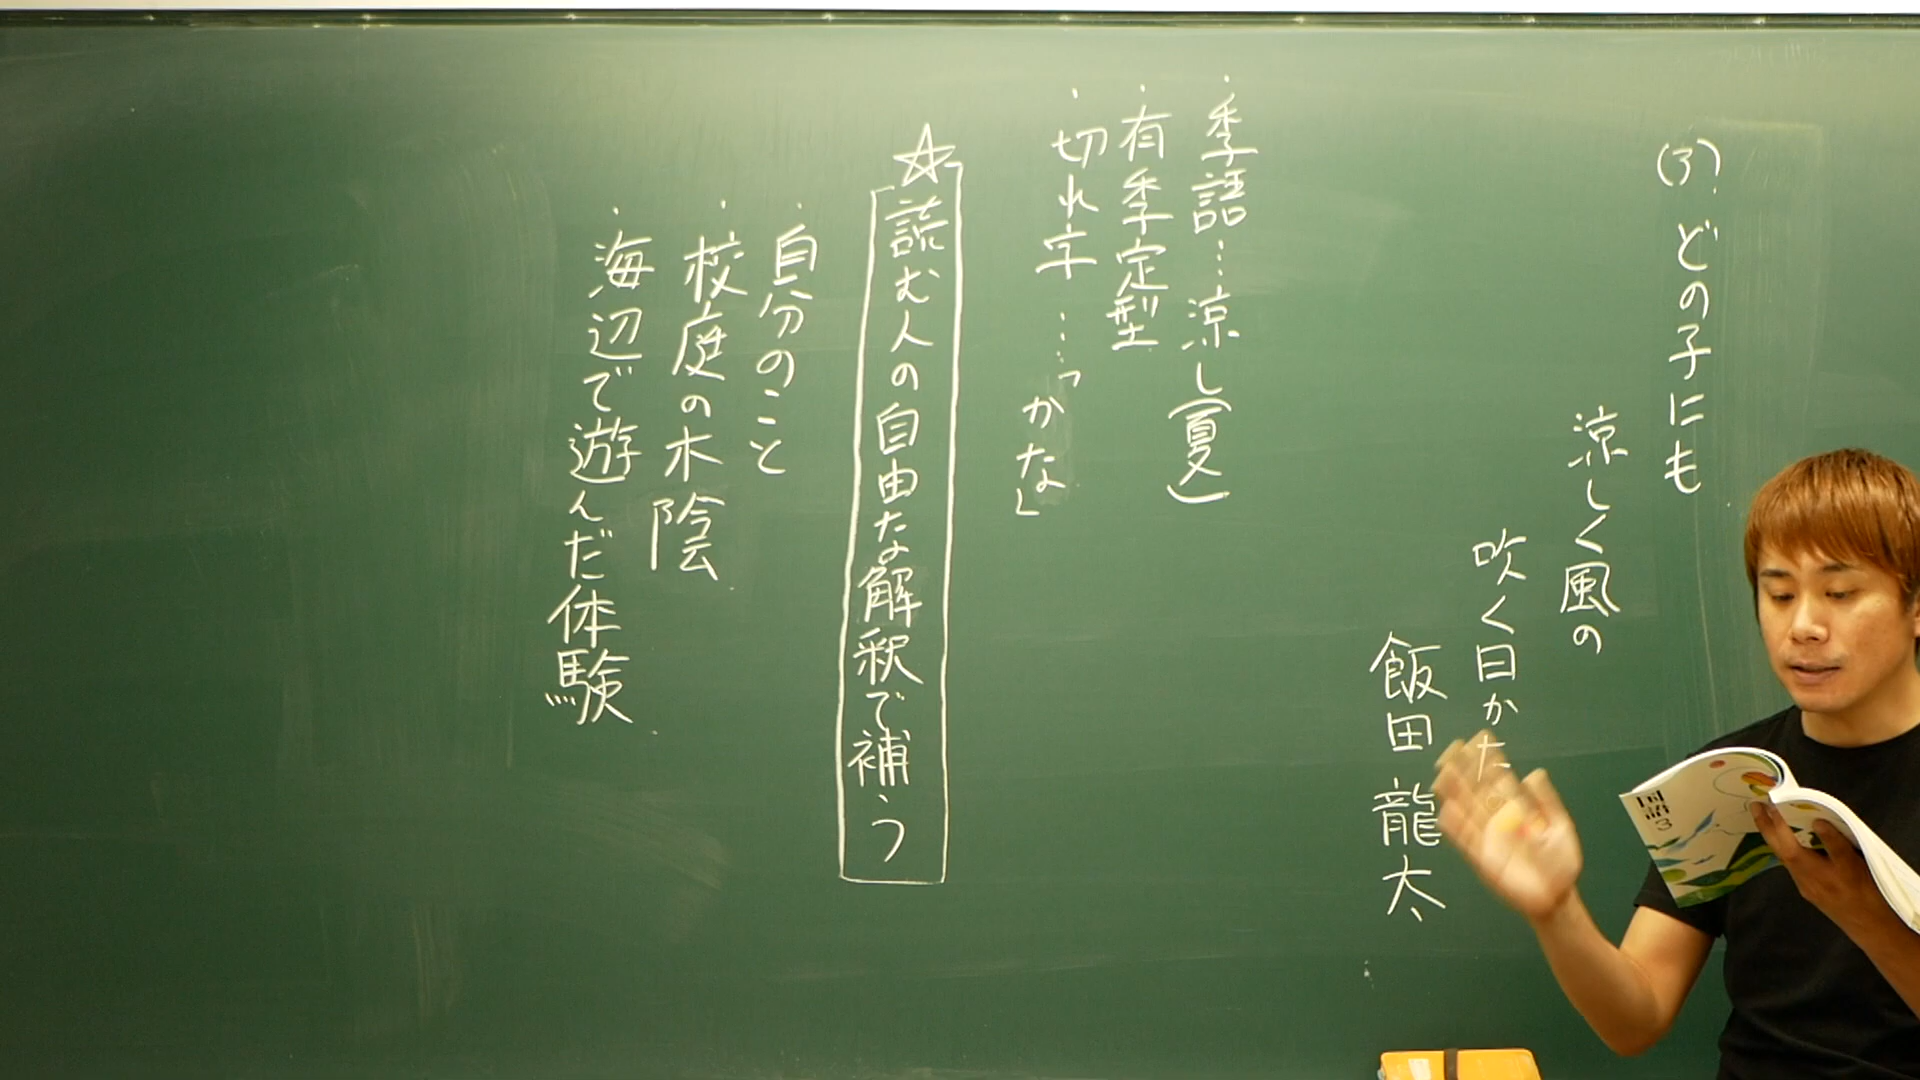 (3) どの子にも
涼しく風の
吹く日かな
飯田 龍太
・季語…涼し(夏)
・有季定型
・切れ字…「かな」
☆読む人の自由な解釈で補う
・自分のこと
・校庭の木陰
・海辺で遊んだ体験
国語3